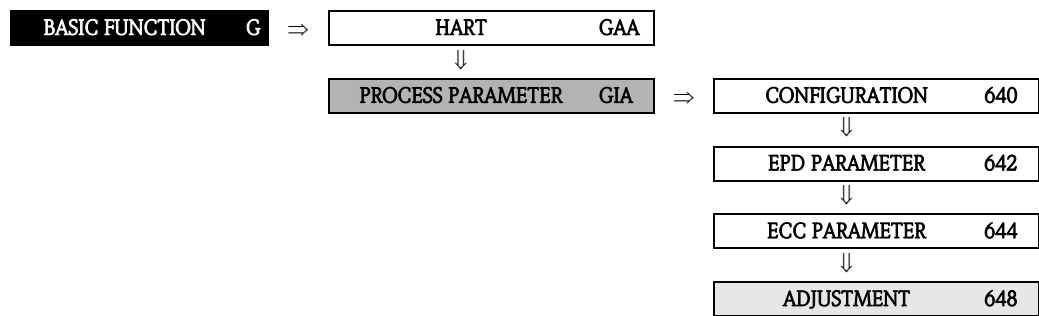 BASIC FUNCTION G ⇒ HART GAA
⇓
PROCESS PARAMETER GIA ⇒ CONFIGURATION 640
⇓
EPD PARAMETER 642
⇓
ECC PARAMETER 644
⇓
ADJUSTMENT 648